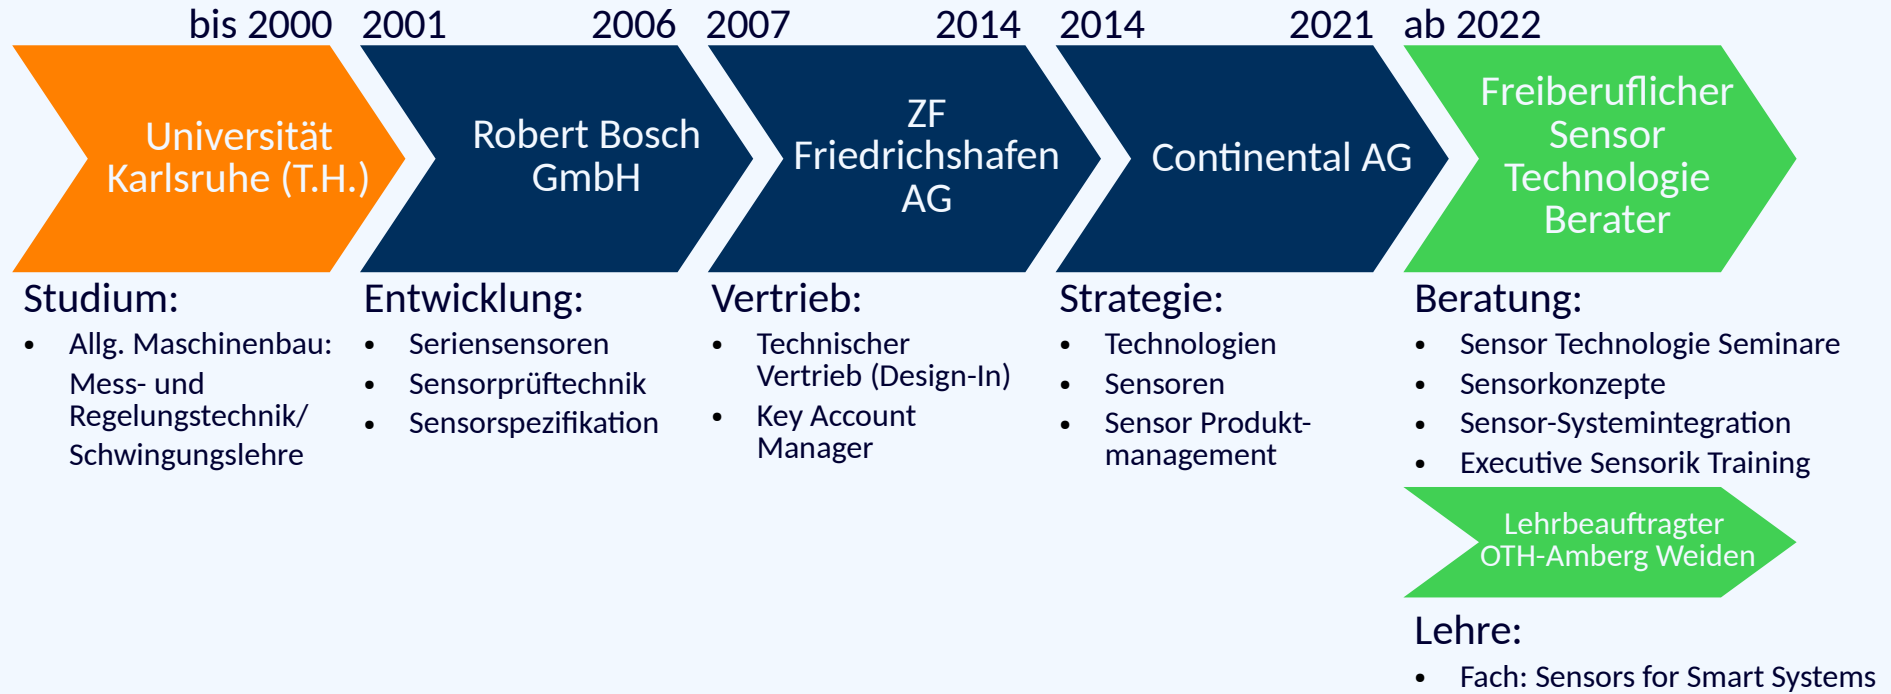 bis 2000
2001 2006
2007 2014
2014 2021
ab 2022
Universität
Karlsruhe (T.H.)
Robert Bosch
GmbH
ZF
Friedrichshafen
AG
Continental AG
Freiberuflicher
Sensor
Technologie
Berater
Studium:
• Allg. Maschinenbau:
Mess- und
Regelungstechnik/
Schwingungslehre
Entwicklung:
• Seriensensoren
• Sensorprüftechnik
• Sensorspezifikation
Vertrieb:
• Technischer
Vertrieb (Design-In)
• Key Account
Manager
Strategie:
• Technologien
• Sensoren
• Sensor Produkt-
management
Beratung:
• Sensor Technologie Seminare
• Sensorkonzepte
• Sensor-Systemintegration
• Executive Sensorik Training
Lehrbeauftragter
OTH-Amberg Weiden
Lehre:
• Fach: Sensors for Smart Systems